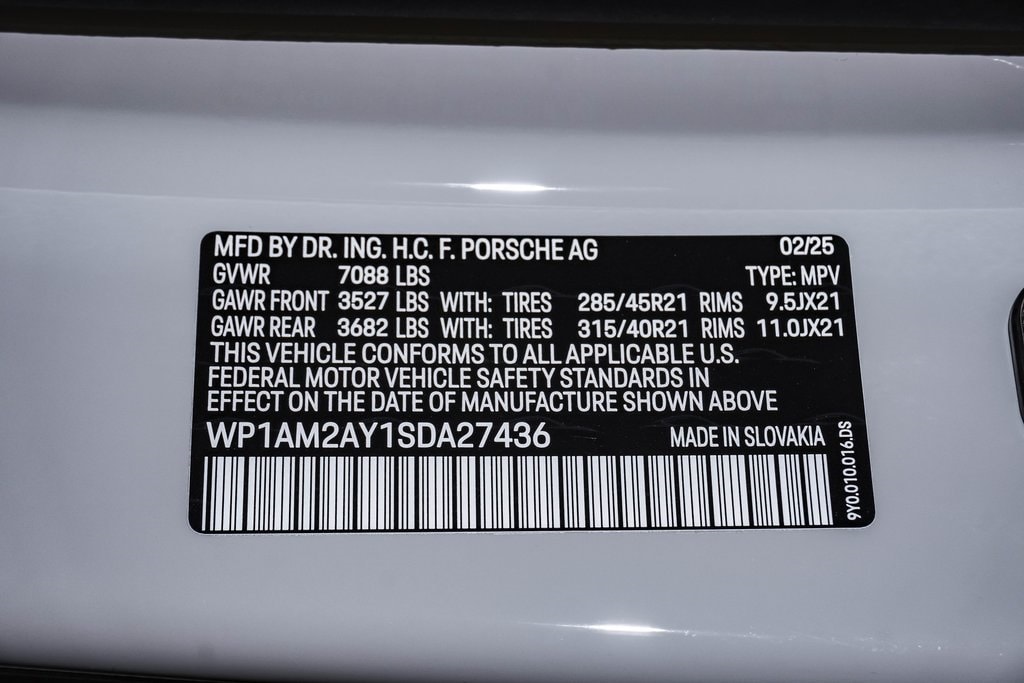 MFD BY DR. ING. H.C. F. PORSCHE AG 02/25
GVWR 7088 LBS TYPE: MPV
GAWR FRONT 3527 LBS WITH: TIRES 285/45R21 RIMS 9.5JX21
GAWR REAR 3682 LBS WITH: TIRES 315/40R21 RIMS 11.0JX21
THIS VEHICLE CONFORMS TO ALL APPLICABLE U.S.
FEDERAL MOTOR VEHICLE SAFETY STANDARDS IN
EFFECT ON THE DATE OF MANUFACTURE SHOWN ABOVE
WP1AM2AY1SDA27436 MADE IN SLOVAKIA
9Y0.010.016.DS